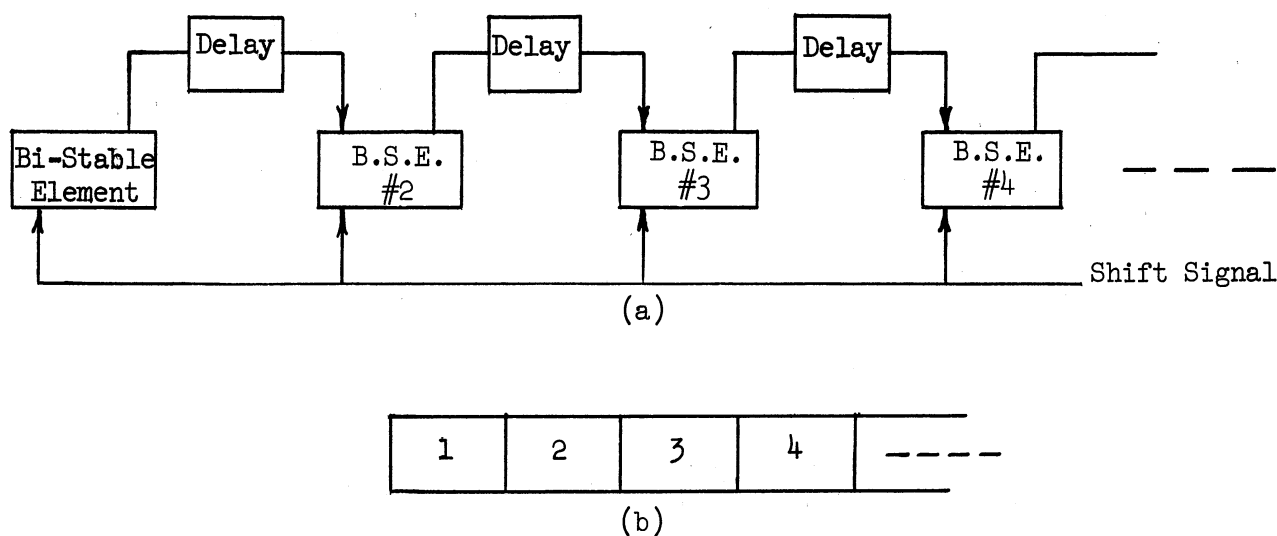 Delay Delay Delay
Bi-Stable
Element
B.S.E.
#2
B.S.E.
#3
B.S.E.
#4
Shift Signal
(a)
1 2 3 4
(b)